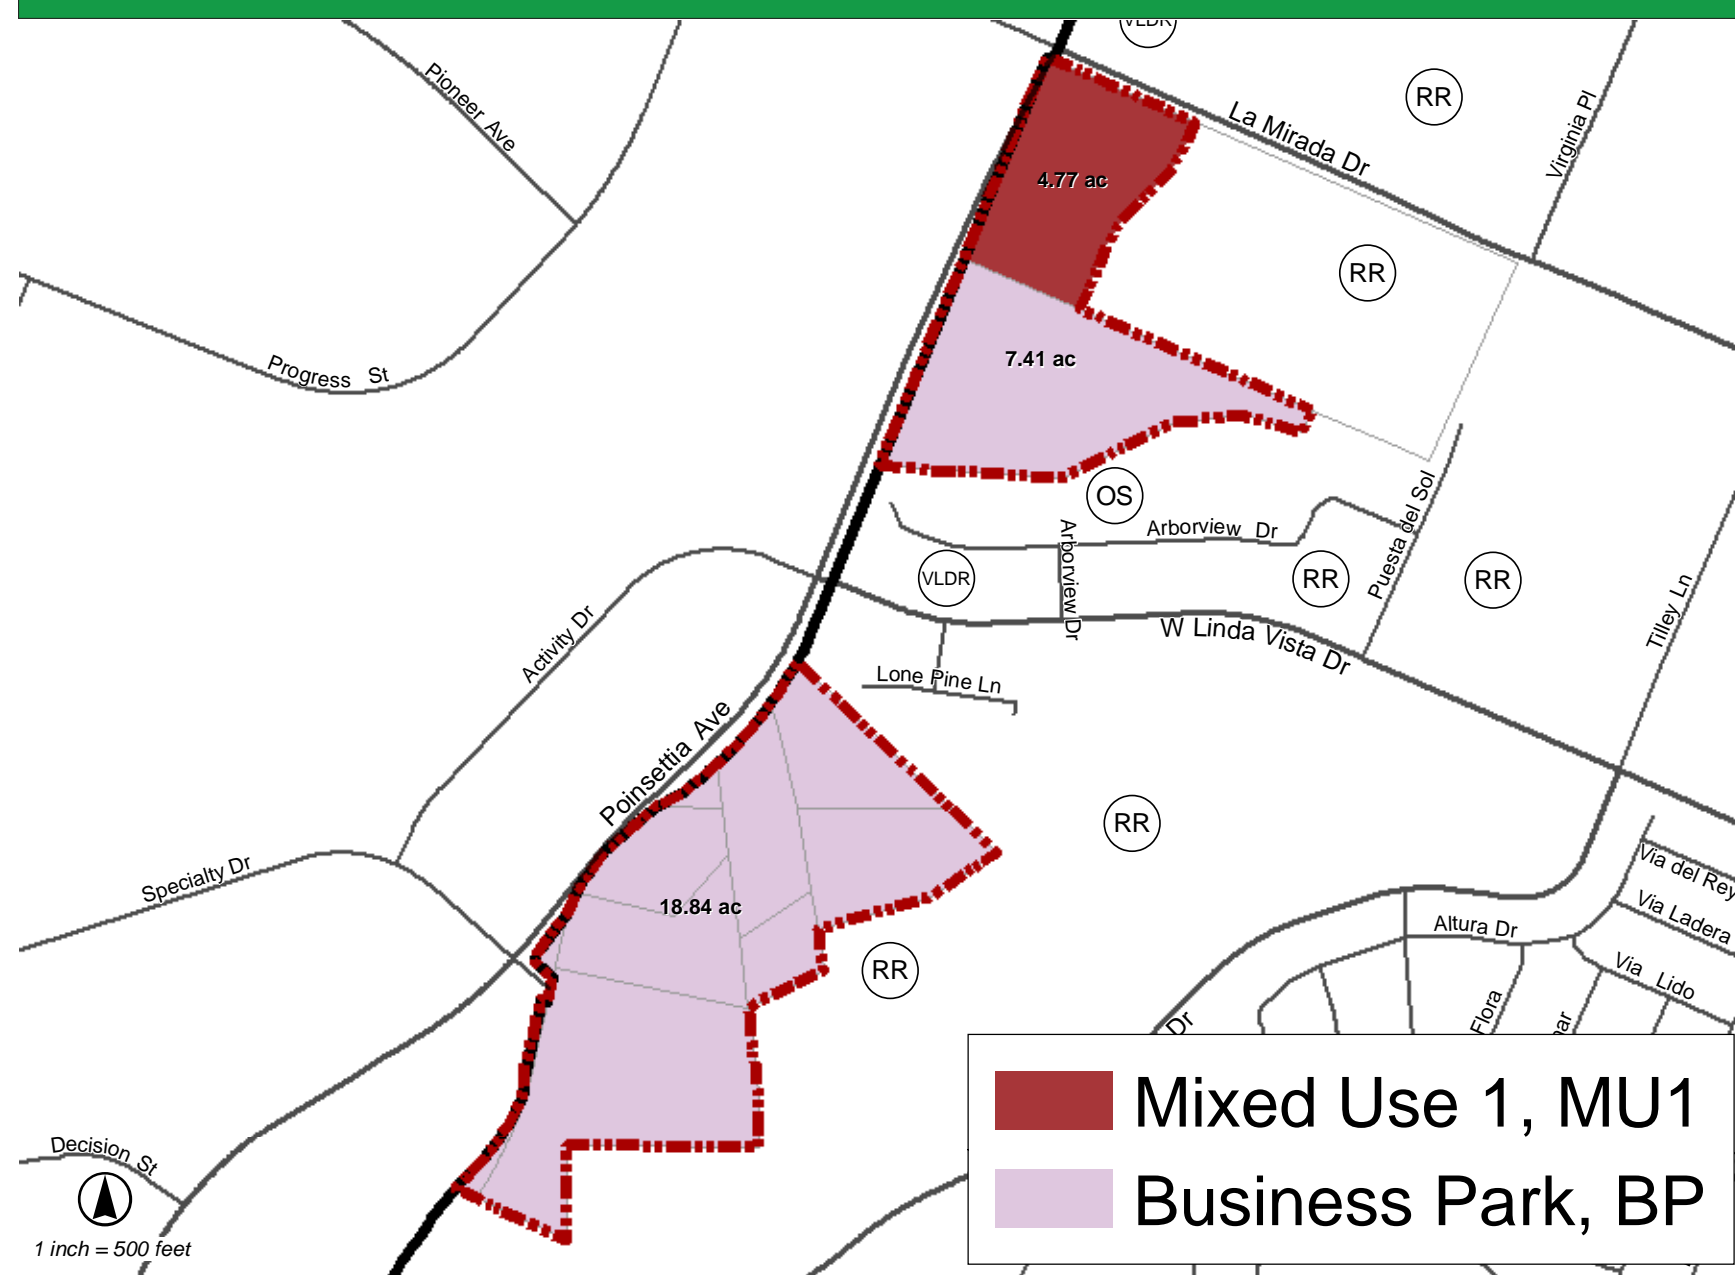 VLDR
RR
Pioneer Ave
La Mirada Dr
Virginia Pl
4.77 ac
RR
7.41 ac
Progress St
OS
Arborview Dr
Arborview Dr
Puesta del Sol
VLDR
RR
RR
Tilley Ln
Activity Dr
W Linda Vista Dr
Lone Pine Ln
Poinsettia Ave
RR
Specialty Dr
18.84 ac
Via del Rey
Via Ladera
Altura Dr
RR
Via Lido
Flora
Dr
Mixed Use 1, MU1
Business Park, BP
Decision St
1 inch = 500 feet